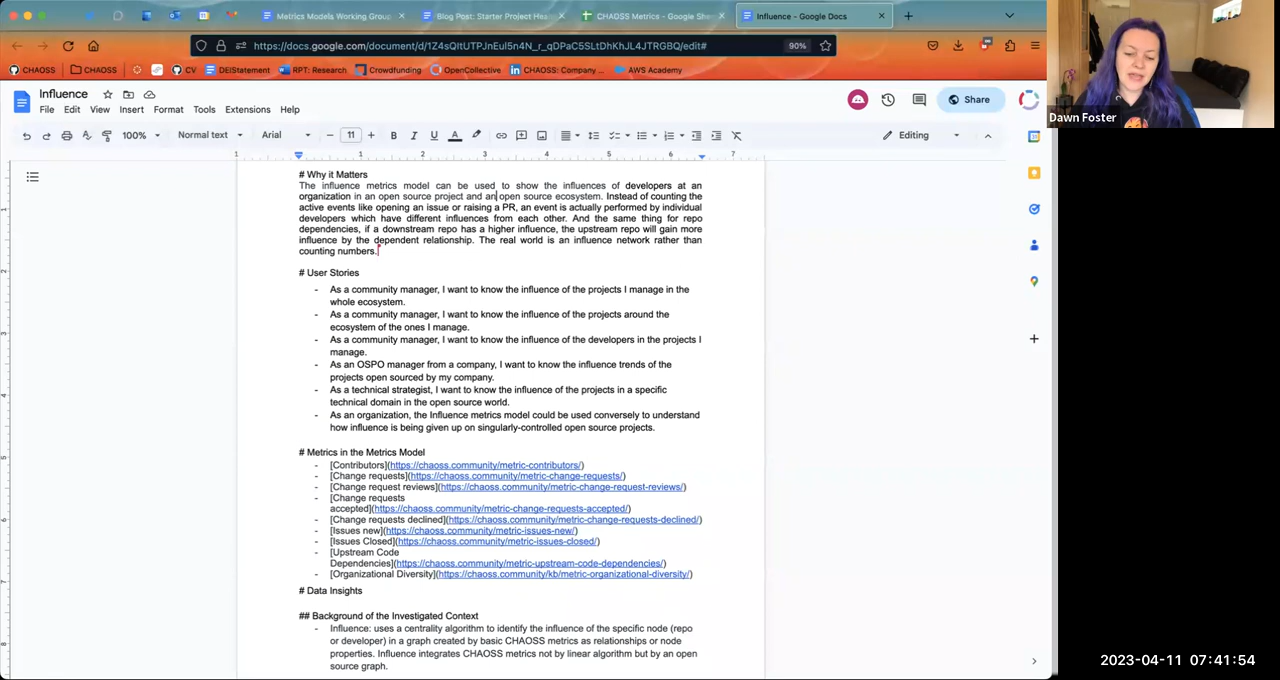 Metrics Models Working Group
Blog Post: Starter Project Hea
CHAOSS Metrics - Google She
Influence - Google Docs
https://docs.google.com/document/d/1Z4sQItUTPJnEuI5n4N_r_qDPaC5SLtDhKhJL4JTRGBQ/edit#
90%
CHAOSS
CHAOSS
CV
DEIStatement
RPT: Research
Crowdfunding
OpenCollective
CHAOSS: Company ...
AWS Academy
Dawn Foster
Influence
File Edit View Insert Format Tools Extensions Help
Share
100%
Normal text
Arial
11
B I U A
Editing
1 1 2 3 4 5 6 7
# Why it Matters
The influence metrics model can be used to show the influences of developers at an
organization in an open source project and an open source ecosystem. Instead of counting the
active events like opening an issue or raising a PR, an event is actually performed by individual
developers which have different influences from each other. And the same thing for repo
dependencies, if a downstream repo has a higher influence, the upstream repo will gain more
influence by the dependent relationship. The real world is an influence network rather than
counting numbers.
# User Stories
- As a community manager, I want to know the influence of the projects I manage in the
whole ecosystem.
- As a community manager, I want to know the influence of the projects around the
ecosystem of the ones I manage.
- As a community manager, I want to know the influence of the developers in the projects I
manage.
- As an OSPO manager from a company, I want to know the influence trends of the
projects open sourced by my company.
- As a technical strategist, I want to know the influence of the projects in a specific
technical domain in the open source world.
- As an organization, the Influence metrics model could be used conversely to understand
how influence is being given up on singularly-controlled open source projects.
# Metrics in the Metrics Model
- [Contributors](https://chaoss.community/metric-contributors/)
- [Change requests](https://chaoss.community/metric-change-requests/)
- [Change request reviews](https://chaoss.community/metric-change-request-reviews/)
- [Change requests
accepted](https://chaoss.community/metric-change-requests-accepted/)
- [Change requests declined](https://chaoss.community/metric-change-requests-declined/)
- [Issues new](https://chaoss.community/metric-issues-new/)
- [Issues Closed](https://chaoss.community/metric-issues-closed/)
- [Upstream Code
Dependencies](https://chaoss.community/metric-upstream-code-dependencies/)
- [Organizational Diversity](https://chaoss.community/kb/metric-organizational-diversity/)
# Data Insights
## Background of the Investigated Context
- Influence: uses a centrality algorithm to identify the influence of the specific node (repo
or developer) in a graph created by basic CHAOSS metrics as relationships or node
properties. Influence integrates CHAOSS metrics not by linear algorithm but by an open
source graph.
2023-04-11 07:41:54